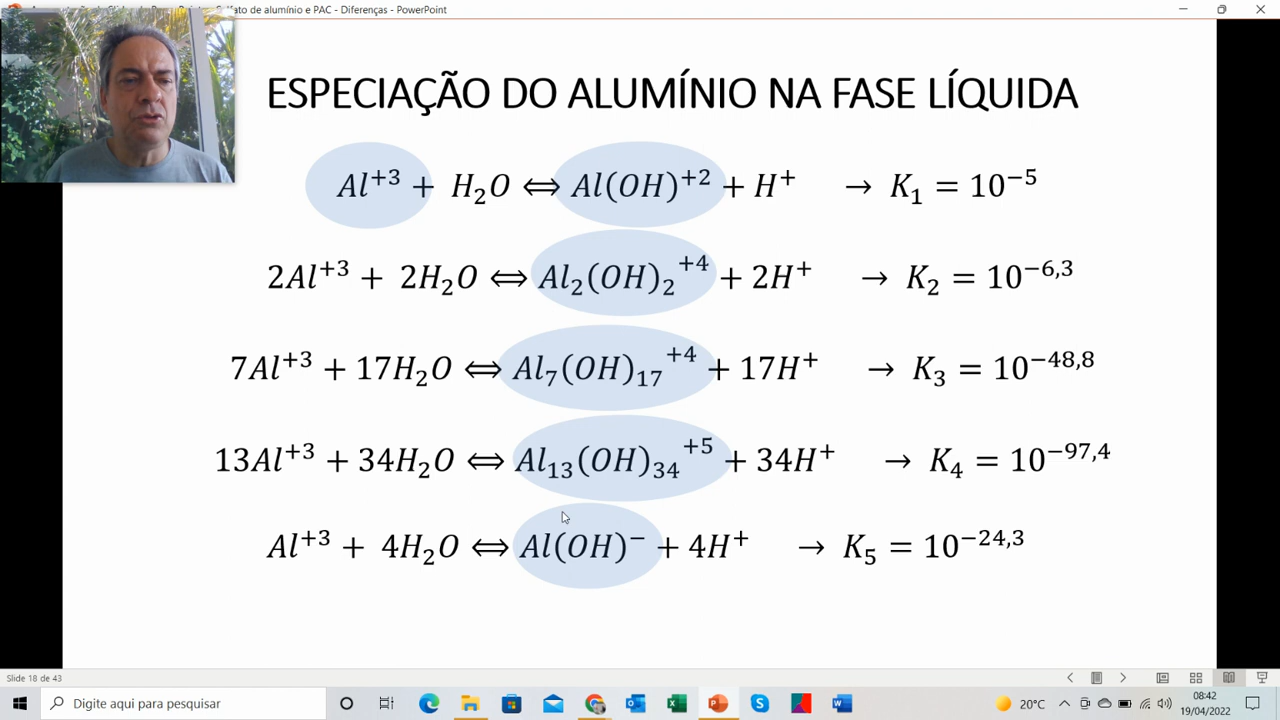 Sulfato de alumínio e PAC - Diferenças - PowerPoint
ESPECIAÇÃO DO ALUMÍNIO NA FASE LÍQUIDA
Al⁺³ + H₂O ⇔ Al(OH)⁺² + H⁺ → K₁ = 10⁻⁵
2Al⁺³ + 2H₂O ⇔ Al₂(OH)₂⁺⁴ + 2H⁺ → K₂ = 10⁻⁶,³
7Al⁺³ + 17H₂O ⇔ Al₇(OH)₁₇⁺⁴ + 17H⁺ → K₃ = 10⁻⁴⁸,⁸
13Al⁺³ + 34H₂O ⇔ Al₁₃(OH)₃₄⁺⁵ + 34H⁺ → K₄ = 10⁻⁹⁷,⁴
Al⁺³ + 4H₂O ⇔ Al(OH)⁻ + 4H⁺ → K₅ = 10⁻²⁴,³
Slide 18 de 43
Digite aqui para pesquisar
20°C
08:42
19/04/2022